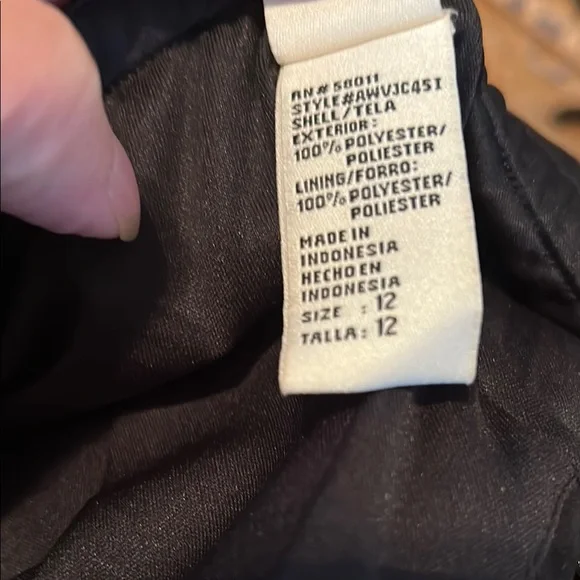 RN# 58011
STYLE#AWVJC45I
SHELL/TELA
EXTERIOR:
100% POLYESTER/
POLIESTER
LINING/FORRO:
100% POLYESTER/
POLIESTER
MADE IN
INDONESIA
HECHO EN
INDONESIA
SIZE : 12
TALLA: 12